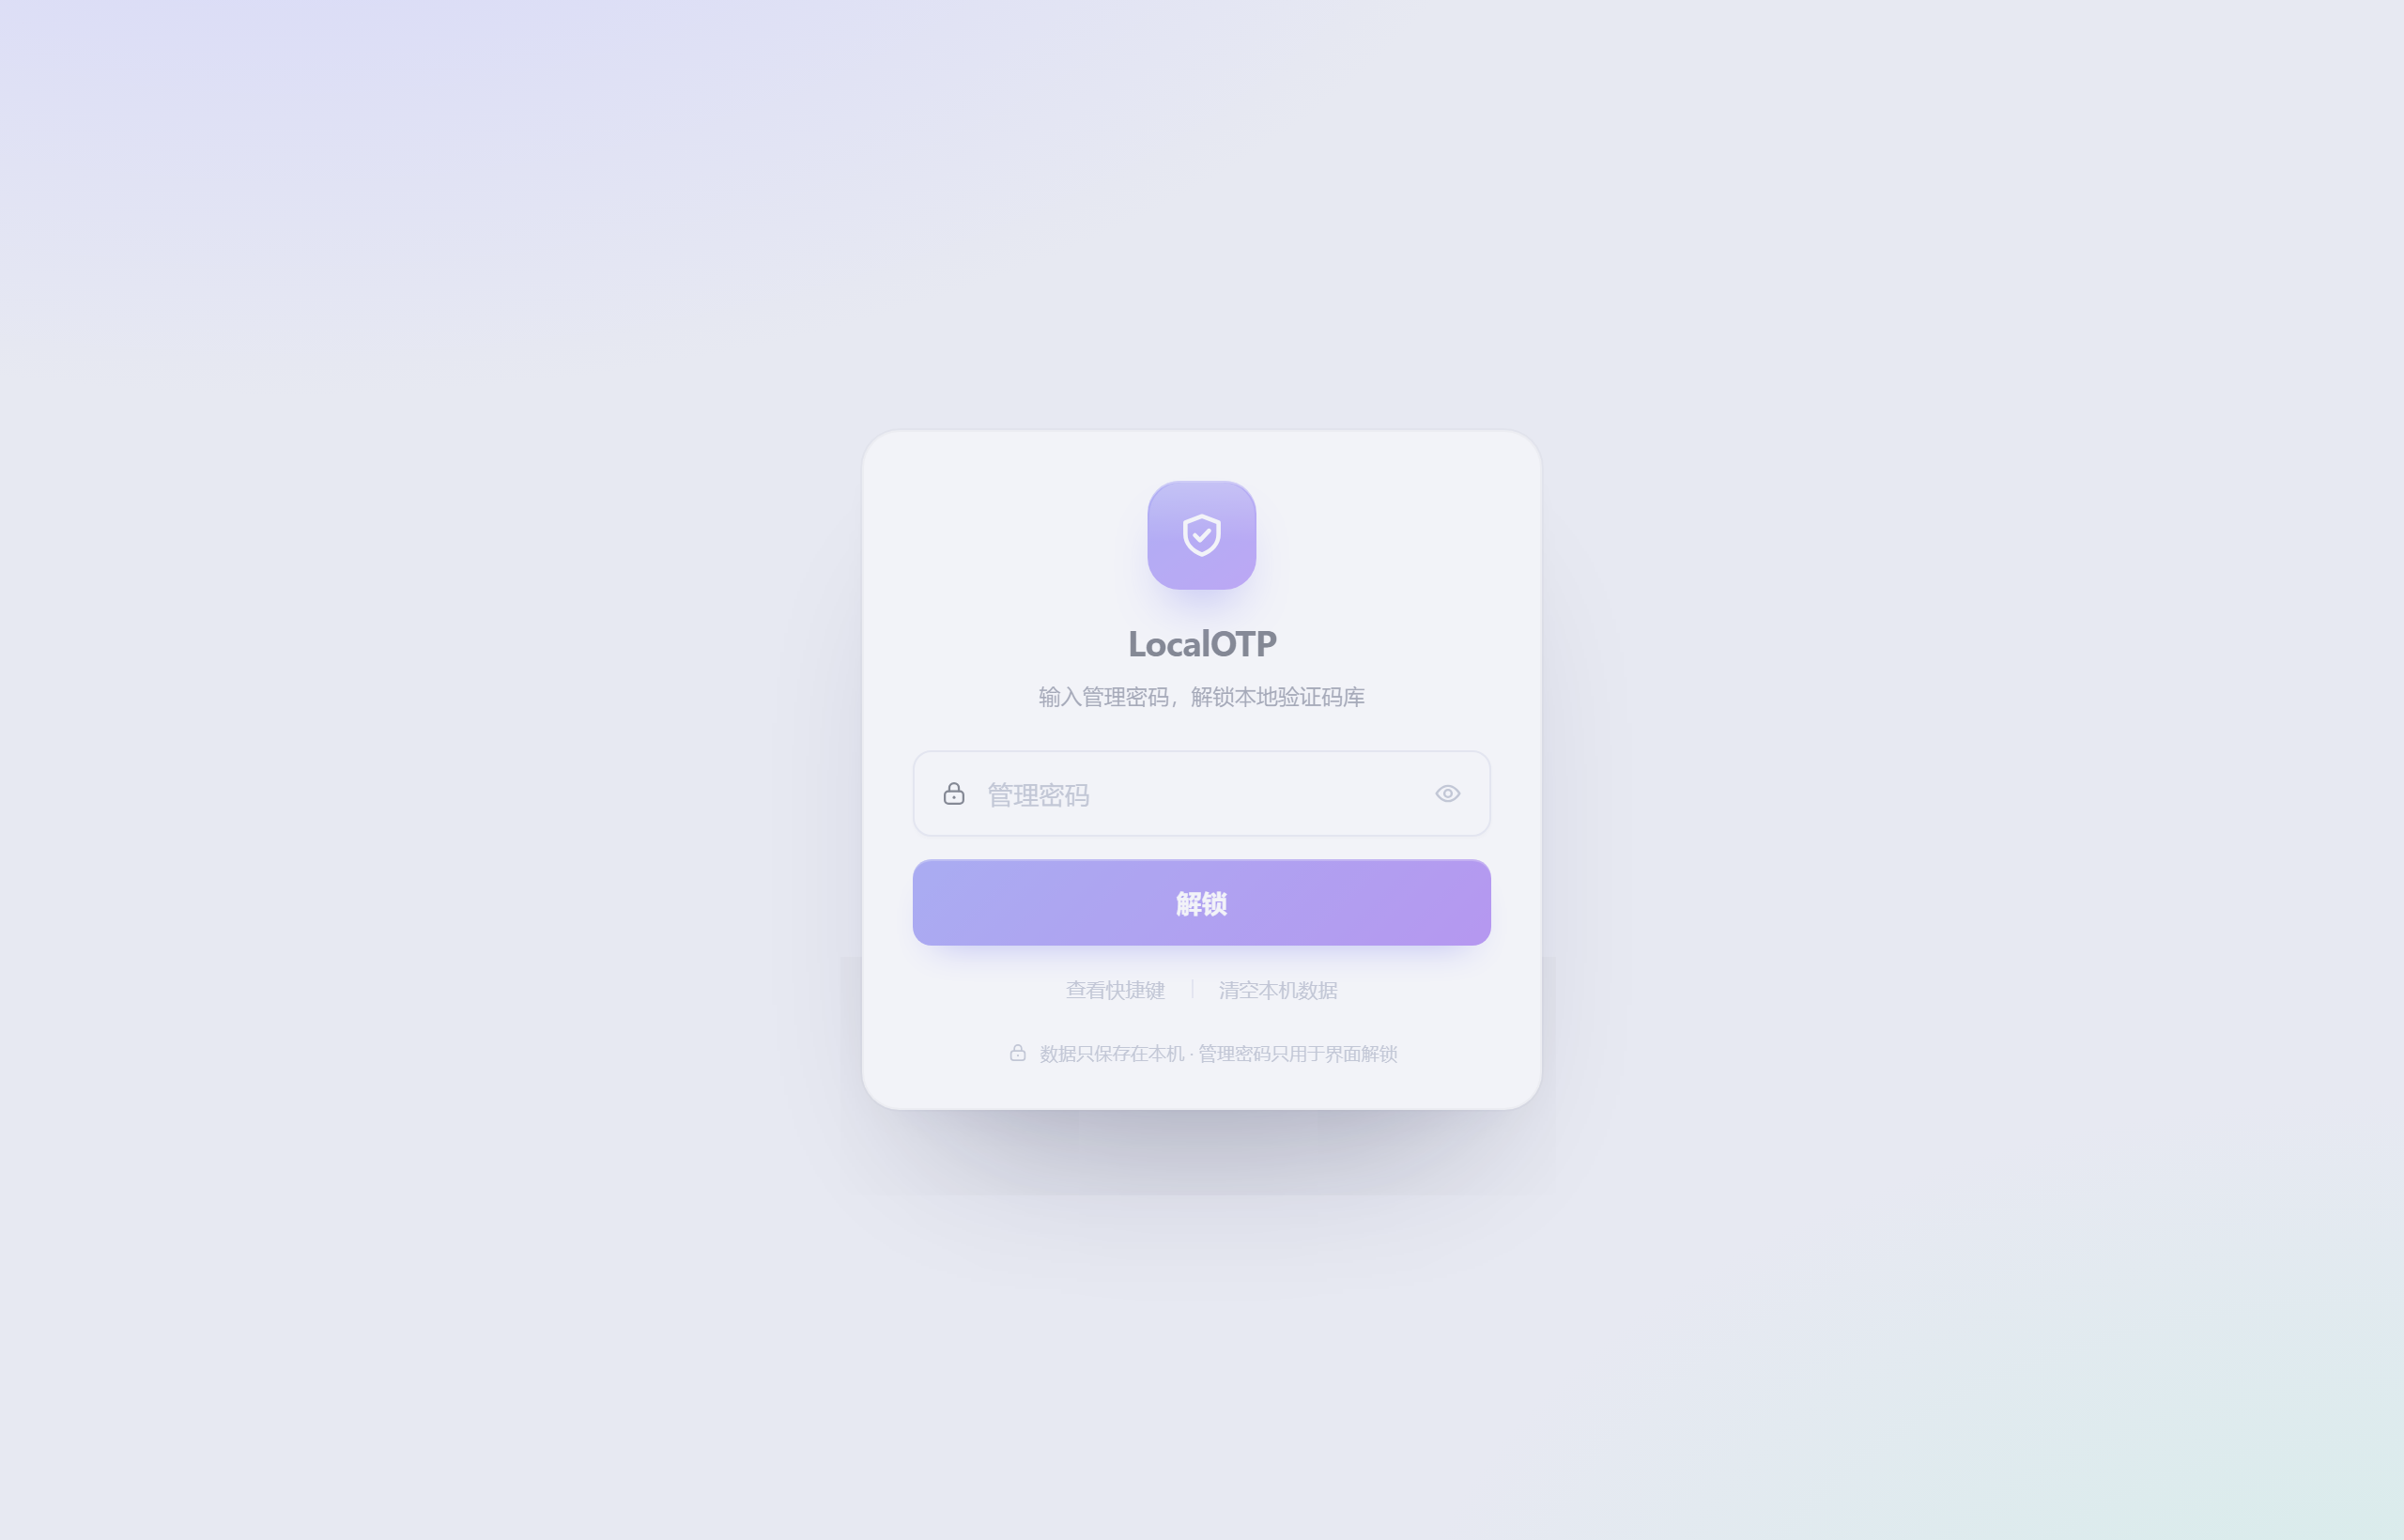 LocalOTP
输入管理密码，解锁本地验证码库
管理密码
解锁
查看快捷键 | 清空本机数据
数据只保存在本机 · 管理密码只用于界面解锁